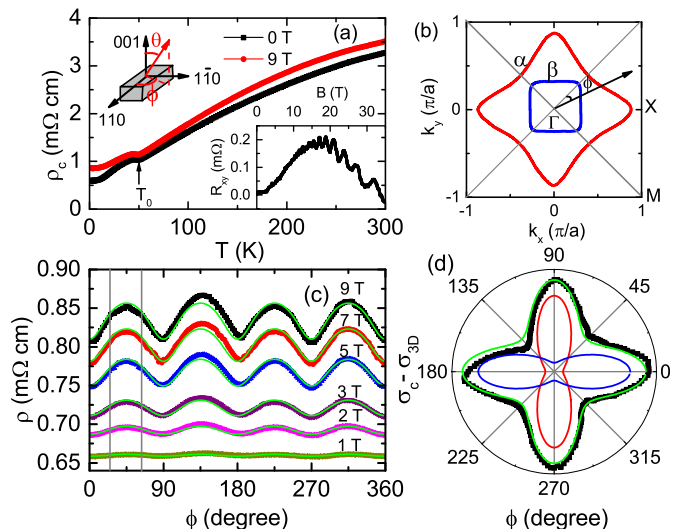 (a)
001
θ
0 T
9 T
110
ϕ
11̄0
ρc (mΩ cm)
4
3
2
1
0
T0
B (T)
0 10 20 30
Rxy (mΩ)
0.2
0.1
0.0
0 100 200 300
T (K)
(b)
α
β
ϕ
Γ
X
M
ky (π/a)
1
0
-1
-1 0 1
kx (π/a)
(c)
ρ (mΩ cm)
0.90
0.85
0.80
0.75
0.70
0.65
9 T
7 T
5 T
3 T
2 T
1 T
0 90 180 270 360
ϕ (degree)
(d)
90
135 45
180 0
225 315
270
σc - σ3D
ϕ (degree)